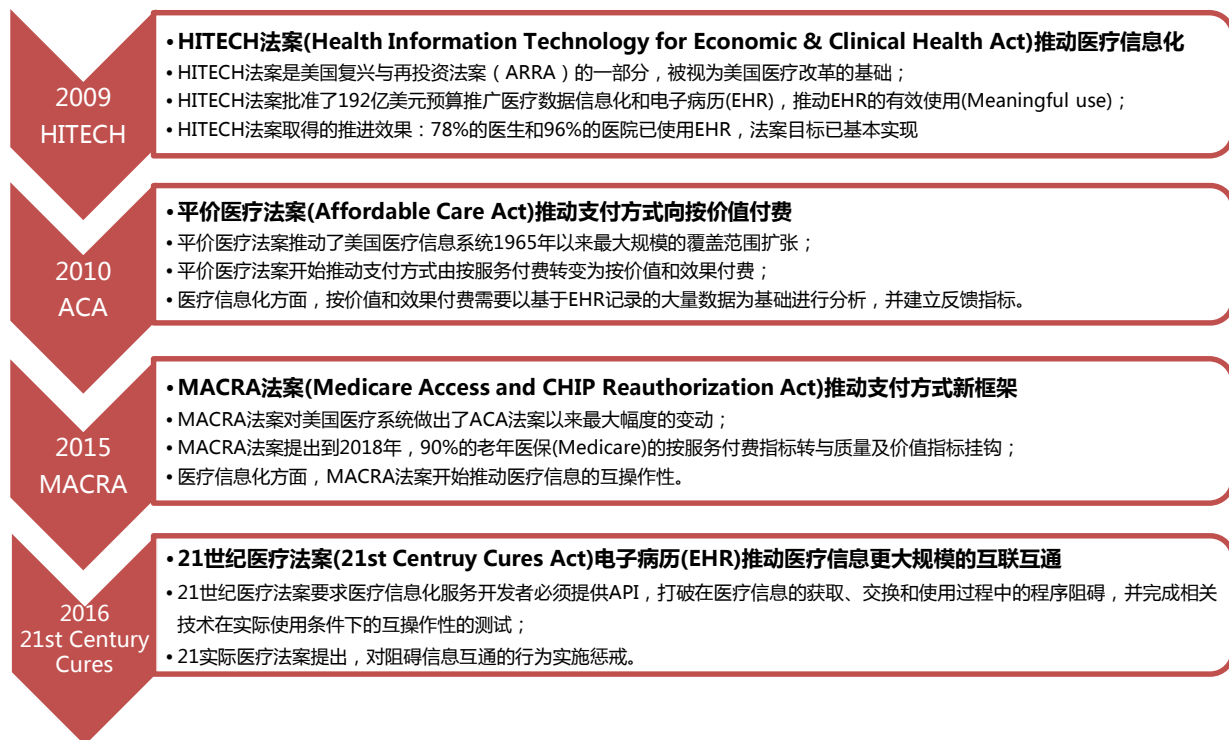 2009
HITECH
• HITECH法案(Health Information Technology for Economic & Clinical Health Act)推动医疗信息化
• HITECH法案是美国复兴与再投资法案（ARRA）的一部分，被视为美国医疗改革的基础；
• HITECH法案批准了192亿美元预算推广医疗数据信息化和电子病历(EHR)，推动EHR的有效使用(Meaningful use)；
• HITECH法案取得的推进效果：78%的医生和96%的医院已使用EHR，法案目标已基本实现
2010
ACA
• 平价医疗法案(Affordable Care Act)推动支付方式向按价值付费
• 平价医疗法案推动了美国医疗信息系统1965年以来最大规模的覆盖范围扩张；
• 平价医疗法案开始推动支付方式由按服务付费转变为按价值和效果付费；
• 医疗信息化方面，按价值和效果付费需要以基于EHR记录的大量数据为基础进行分析，并建立反馈指标。
2015
MACRA
• MACRA法案(Medicare Access and CHIP Reauthorization Act)推动支付方式新框架
• MACRA法案对美国医疗系统做出了ACA法案以来最大幅度的变动；
• MACRA法案提出到2018年，90%的老年医保(Medicare)的按服务付费指标转与质量及价值指标挂钩；
• 医疗信息化方面，MACRA法案开始推动医疗信息的互操作性。
2016
21st Century
Cures
• 21世纪医疗法案(21st Centruy Cures Act)电子病历(EHR)推动医疗信息更大规模的互联互通
• 21世纪医疗法案要求医疗信息化服务开发者必须提供API，打破在医疗信息的获取、交换和使用过程中的程序阻碍，并完成相关
技术在实际使用条件下的互操作性的测试；
• 21实际医疗法案提出，对阻碍信息互通的行为实施惩戒。